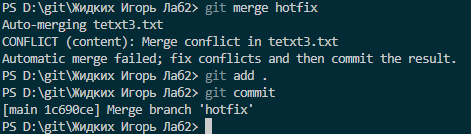 PS D:\git\Жидких Игорь Лаб2> git merge hotfix
Auto-merging tetxt3.txt
CONFLICT (content): Merge conflict in tetxt3.txt
Automatic merge failed; fix conflicts and then commit the result.
PS D:\git\Жидких Игорь Лаб2> git add .
PS D:\git\Жидких Игорь Лаб2> git commit
[main 1c690ce] Merge branch 'hotfix'
PS D:\git\Жидких Игорь Лаб2>